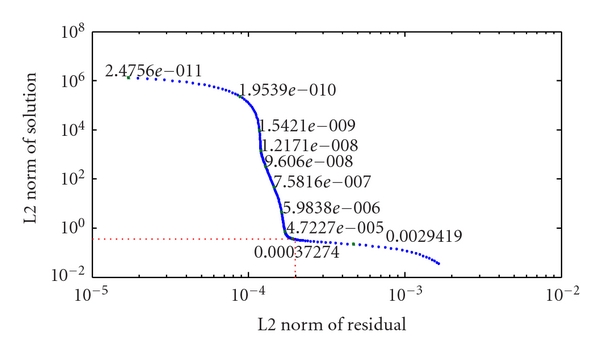 10^8
10^6
10^4
10^2
10^0
10^−2
L2 norm of solution
2.4756e−011
1.9539e−010
1.5421e−009
1.2171e−008
9.606e−008
7.5816e−007
5.9838e−006
4.7227e−005
0.0029419
0.00037274
10^−5
10^−4
10^−3
10^−2
L2 norm of residual